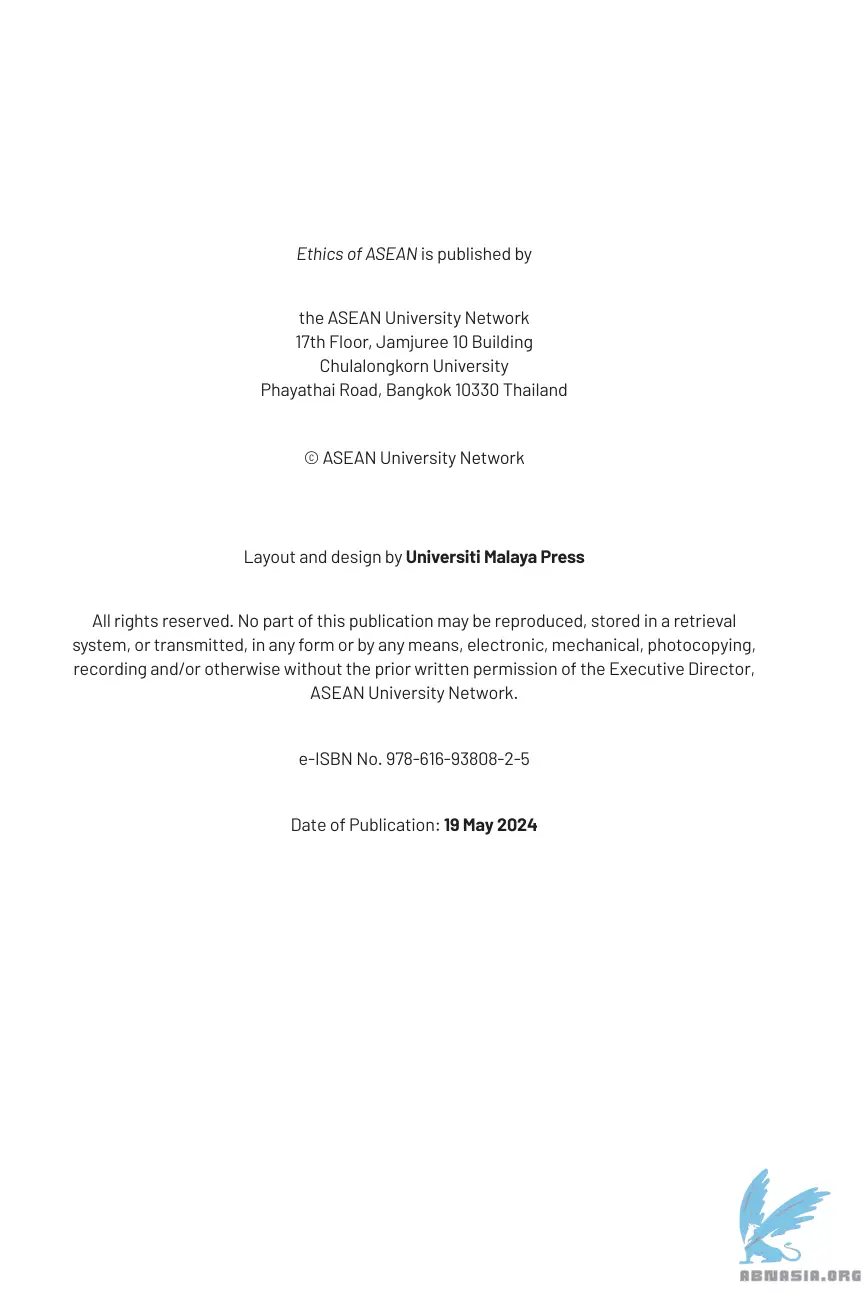 Ethics of ASEAN is published by
the ASEAN University Network
17th Floor, Jamjuree 10 Building
Chulalongkorn University
Phayathai Road, Bangkok 10330 Thailand
© ASEAN University Network
Layout and design by Universiti Malaya Press
All rights reserved. No part of this publication may be reproduced, stored in a retrieval
system, or transmitted, in any form or by any means, electronic, mechanical, photocopying,
recording and/or otherwise without the prior written permission of the Executive Director,
ASEAN University Network.
e-ISBN No. 978-616-93808-2-5
Date of Publication: 19 May 2024
ABNASIA.ORG